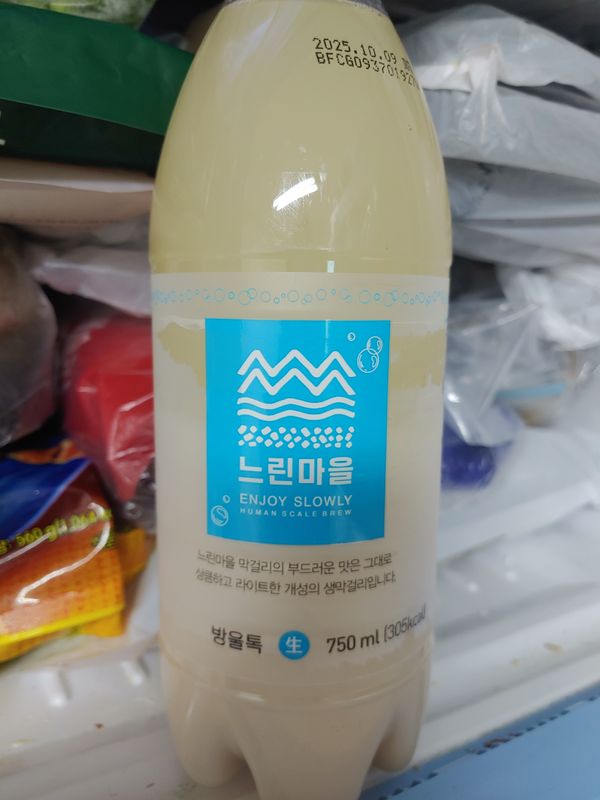 2025.10.09
BFCG0937019
느린마을
ENJOY SLOWLY
HUMAN SCALE BREW
느린마을 막걸리의 부드러운 맛은 그대로
상큼하고 라이트한 개성의 생막걸리입니다.
방울톡 生 750 ml (305kcal)
560 g